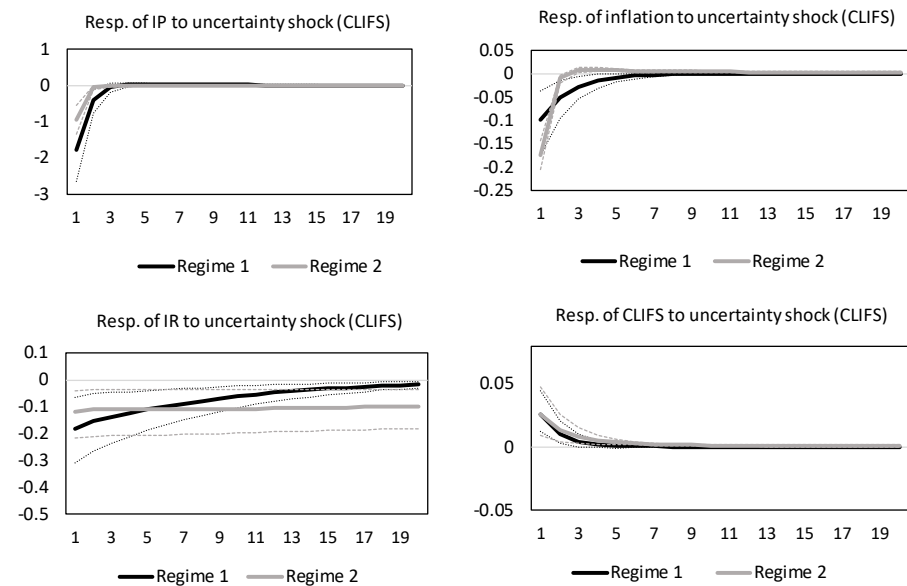 Resp. of IP to uncertainty shock (CLIFS)
1
0
-1
-2
-3
1 3 5 7 9 11 13 15 17 19
Regime 1 Regime 2
Resp. of inflation to uncertainty shock (CLIFS)
0.05
0
-0.05
-0.1
-0.15
-0.2
-0.25
1 3 5 7 9 11 13 15 17 19
Regime 1 Regime 2
Resp. of IR to uncertainty shock (CLIFS)
0.1
0
-0.1
-0.2
-0.3
-0.4
-0.5
1 3 5 7 9 11 13 15 17 19
Regime 1 Regime 2
Resp. of CLIFS to uncertainty shock (CLIFS)
0.05
0
-0.05
1 3 5 7 9 11 13 15 17 19
Regime 1 Regime 2